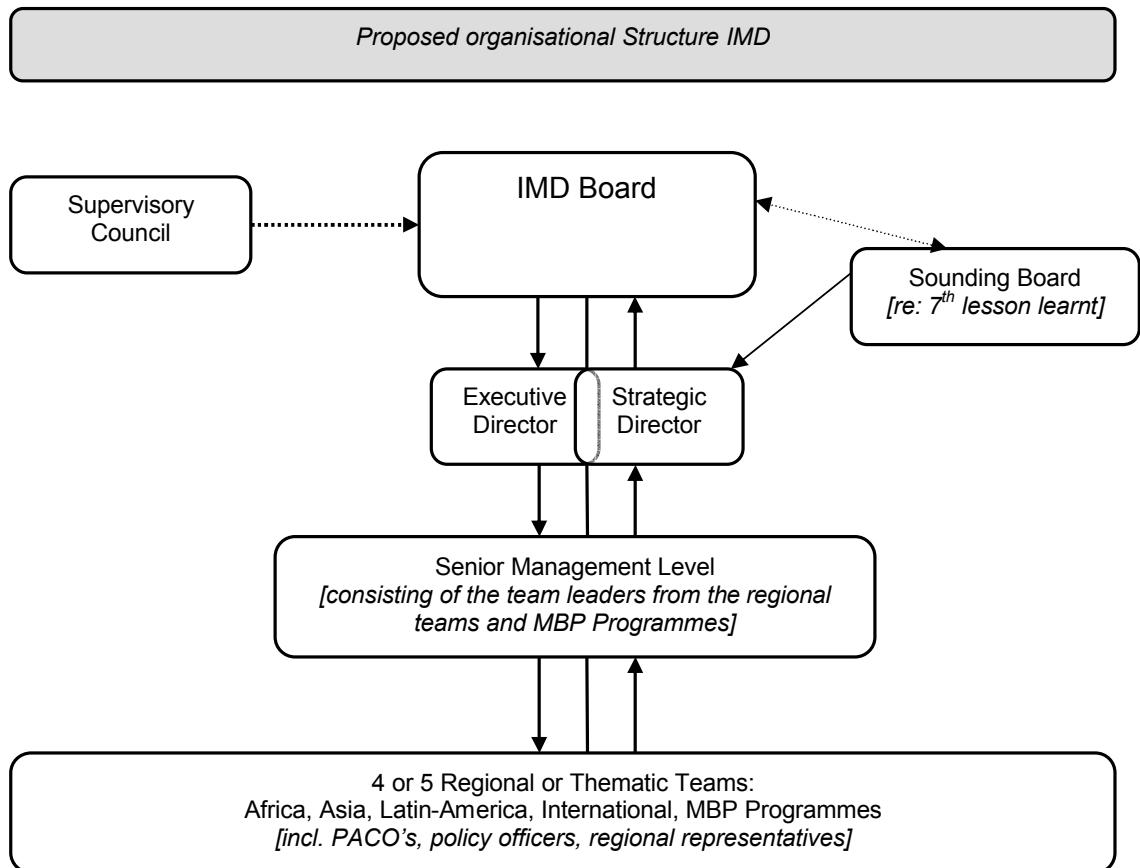 Proposed organisational Structure IMD
IMD Board
Supervisory
Council
Sounding Board
[re: 7th lesson learnt]
Executive
Director
Strategic
Director
Senior Management Level
[consisting of the team leaders from the regional
teams and MBP Programmes]
4 or 5 Regional or Thematic Teams:
Africa, Asia, Latin-America, International, MBP Programmes
[incl. PACO's, policy officers, regional representatives]